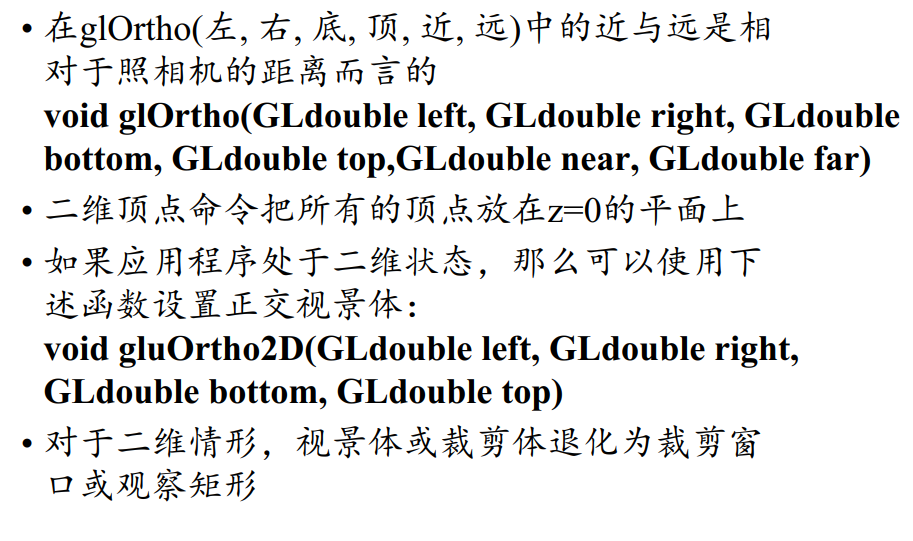 • 在glOrtho(左, 右, 底, 顶, 近, 远)中的近与远是相
对于照相机的距离而言的
void glOrtho(GLdouble left, GLdouble right, GLdouble
bottom, GLdouble top,GLdouble near, GLdouble far)
• 二维顶点命令把所有的顶点放在z=0的平面上
• 如果应用程序处于二维状态，那么可以使用下
述函数设置正交视景体：
void gluOrtho2D(GLdouble left, GLdouble right,
GLdouble bottom, GLdouble top)
• 对于二维情形，视景体或裁剪体退化为裁剪窗
口或观察矩形